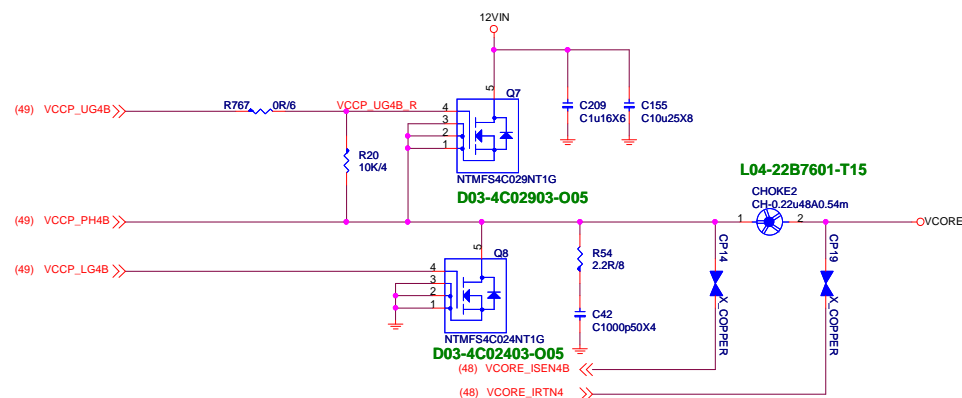 12VIN
(49) VCCP_UG4B
R767
0R/6
VCCP_UG4B_R
R20
10K/4
Q7
5
4
3
2
1
NTMFS4C029NT1G
D03-4C02903-O05
C209
C1u16X6
C155
C10u25X8
L04-22B7601-T15
CHOKE2
CH-0.22u48A0.54m
1
2
VCORE
(49) VCCP_PH4B
(49) VCCP_LG4B
Q8
5
4
3
2
1
NTMFS4C024NT1G
D03-4C02403-O05
R54
2.2R/8
C42
C1000p50X4
CP14
X_COPPER
CP19
X_COPPER
(48) VCORE_ISEN4B
(48) VCORE_IRTN4